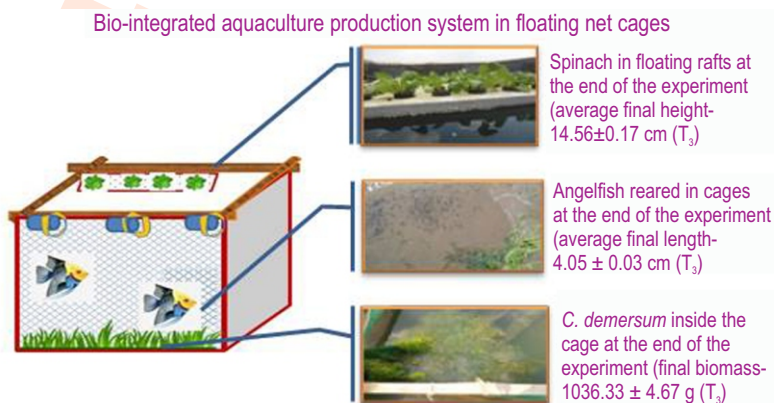 Bio-integrated aquaculture production system in floating net cages
Spinach in floating rafts at
the end of the experiment
(average final height-
14.56±0.17 cm (T₃)
Angelfish reared in cages
at the end of the experiment
(average final length-
4.05 ± 0.03 cm (T₃)
C. demersum inside the
cage at the end of the
experiment (final biomass-
1036.33 ± 4.67 g (T₃)